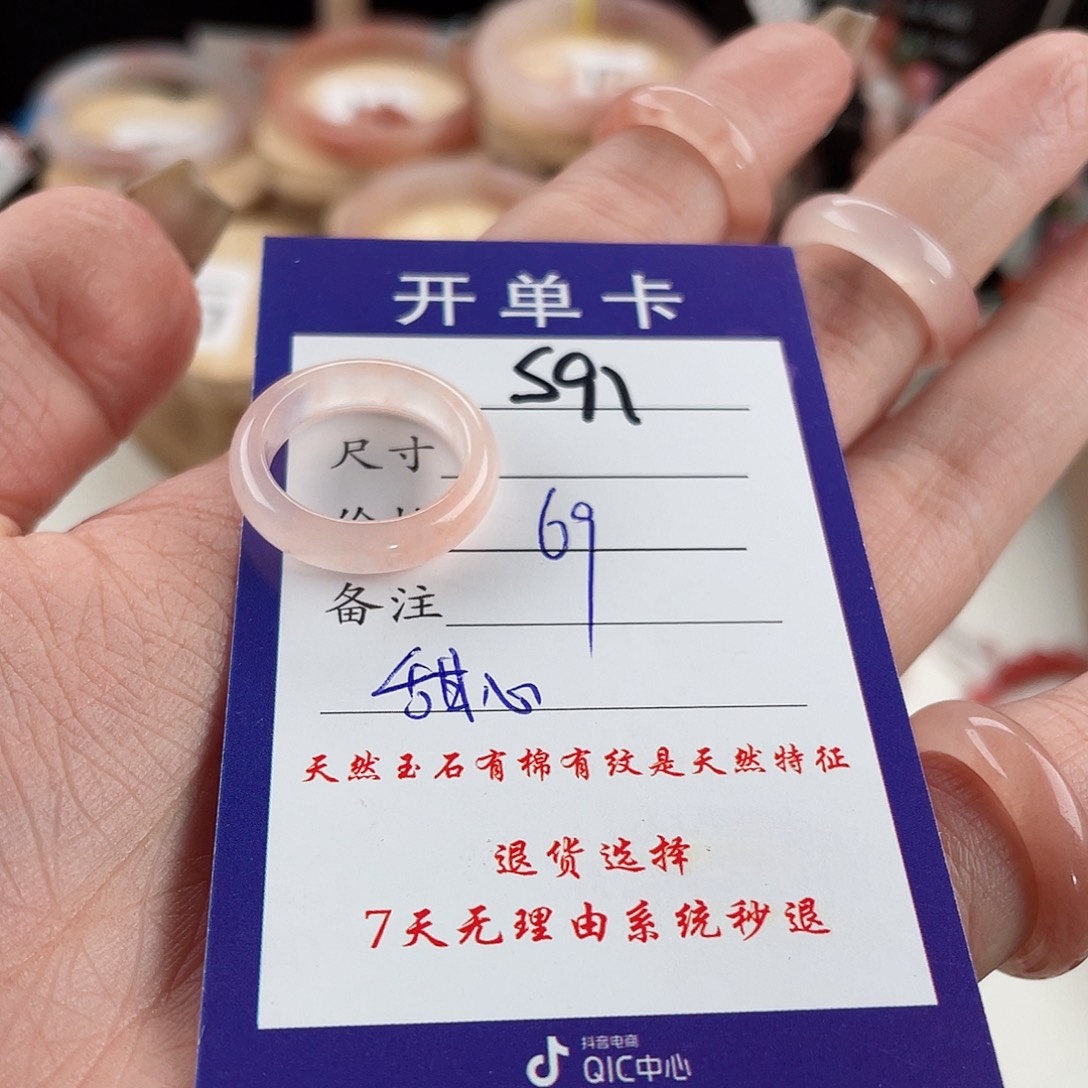 开单卡
591
尺寸
69
备注
甜心
天然玉石有棉有纹是天然特征
退货选择
7天无理由系统秒退
抖音电商
QIC中心